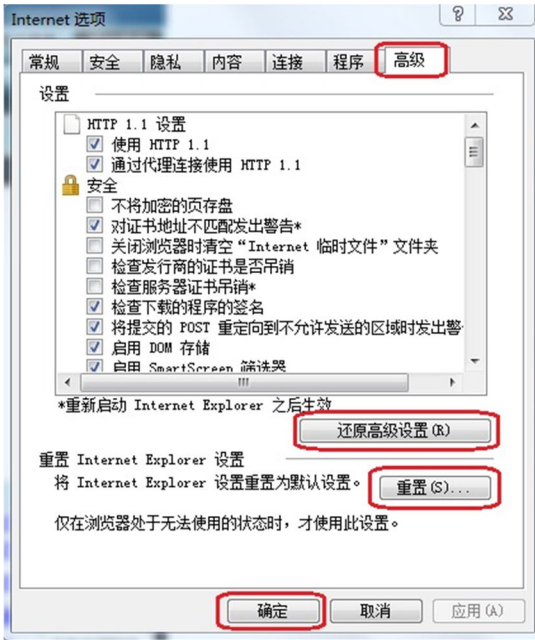 Internet 选项
常规 安全 隐私 内容 连接 程序 高级
设置
HTTP 1.1 设置
使用 HTTP 1.1
通过代理连接使用 HTTP 1.1
安全
不将加密的页存盘
对证书地址不匹配发出警告*
关闭浏览器时清空“Internet 临时文件”文件夹
检查发行商的证书是否吊销
检查服务器证书吊销*
检查下载的程序的签名
将提交的 POST 重定向到不允许发送的区域时发出警
启用 DOM 存储
启用 SmartScreen 筛选器
*重新启动 Internet Explorer 之后生效
还原高级设置(R)
重置 Internet Explorer 设置
将 Internet Explorer 设置重置为默认设置。
重置(S)...
仅在浏览器处于无法使用的状态时，才使用此设置。
确定 取消 应用(A)